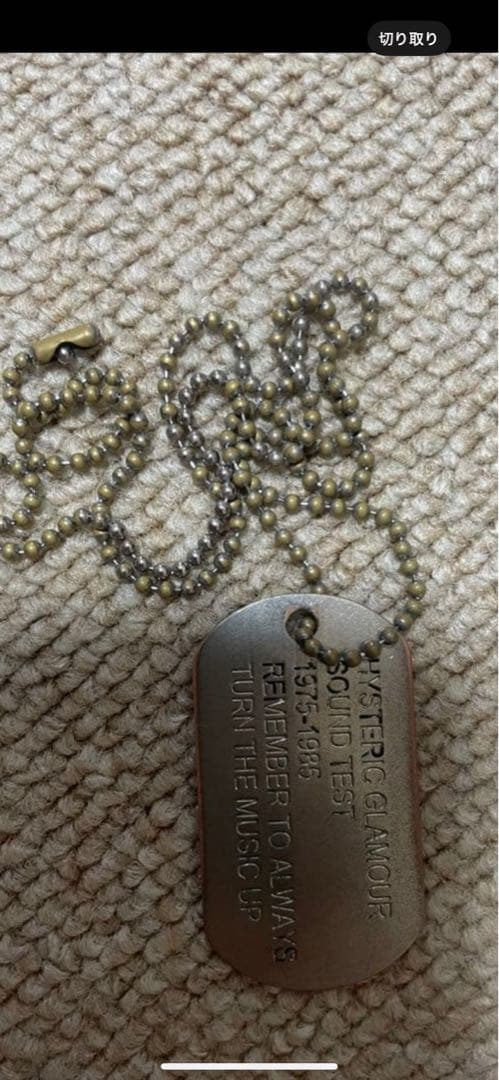 切り取り
HYSTERIC GLAMOUR
SOUND TEST
1975-1985
REMEMBER TO ALWAYS
TURN THE MUSIC UP